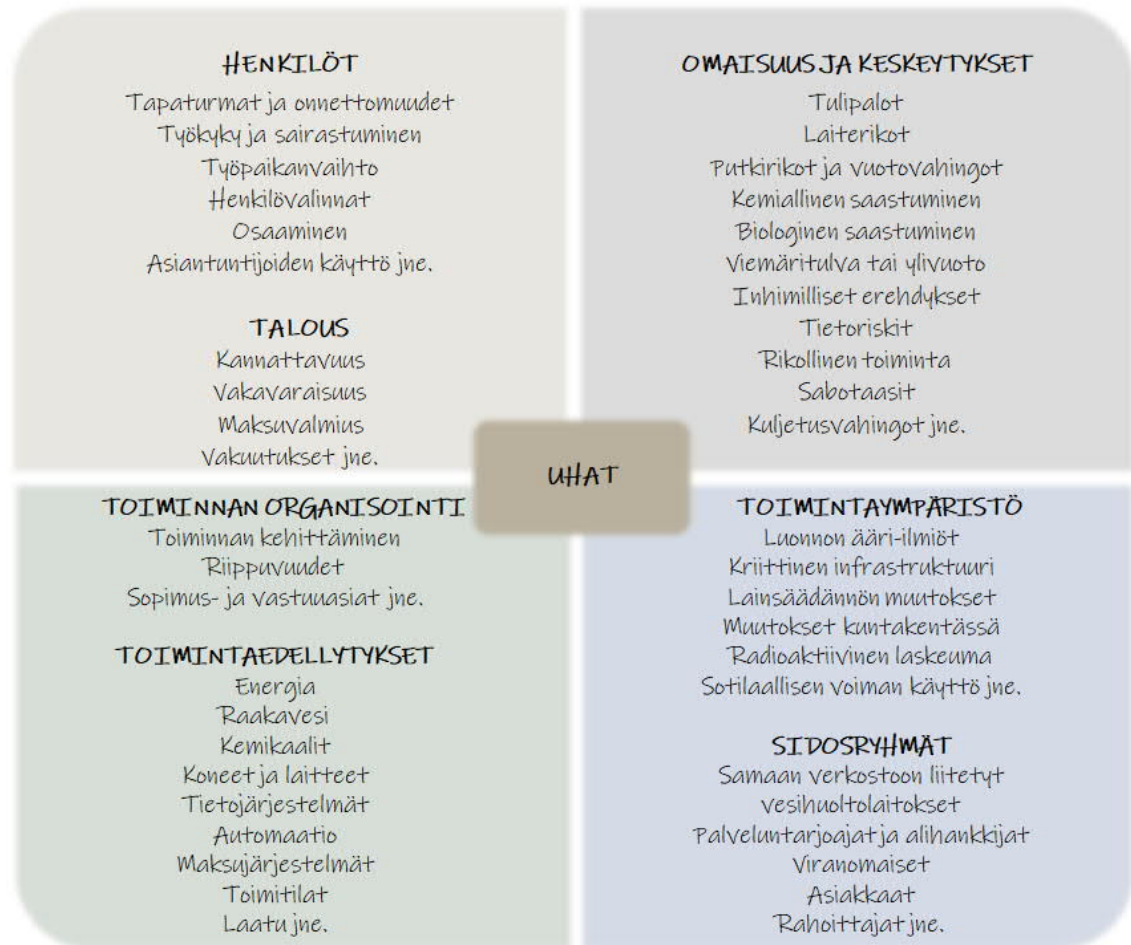 HENKILÖT
Tapaturmat ja onnettomuudet
Työkyky ja sairastuminen
Työpaikanvaihto
Henkilövalinnat
Osaaminen
Asiantuntijoiden käyttö jne.
TALOUS
Kannattavuus
Vakavaraisuus
Maksuvalmius
Vakuutukset jne.
OMAISUUS JA KESKEYTYKSET
Tulipalot
Laiterikot
Putkirikot ja vuotovahingot
Kemiallinen saastuminen
Biologinen saastuminen
Viemäritulva tai ylivuoto
Inhimilliset erehdykset
Tietoriskit
Rikollinen toiminta
Sabotaasit
Kuljetusvahingot jne.
UHAT
TOIMINNAN ORGANISOINTI
Toiminnan kehittäminen
Riippuvuudet
Sopimus- ja vastuuasiat jne.
TOIMINTAEDELLYTYKSET
Energia
Raakavesi
Kemikaalit
Koneet ja laitteet
Tietojärjestelmät
Automaatio
Maksujärjestelmät
Toimitilat
Laatu jne.
TOIMINTAYMPÄRISTÖ
Luonnon ääri-ilmiöt
Kriittinen infrastruktuuri
Lainsäädännön muutokset
Muutokset kuntakentässä
Radioaktiivinen laskeuma
Sotilaallisen voiman käyttö jne.
SIDOSRYHMÄT
Samaan verkostoon liitetyt
vesihuoltolaitokset
Palveluntarjoajat ja alihankkijat
Viranomaiset
Asiakkaat
Rahoittajat jne.